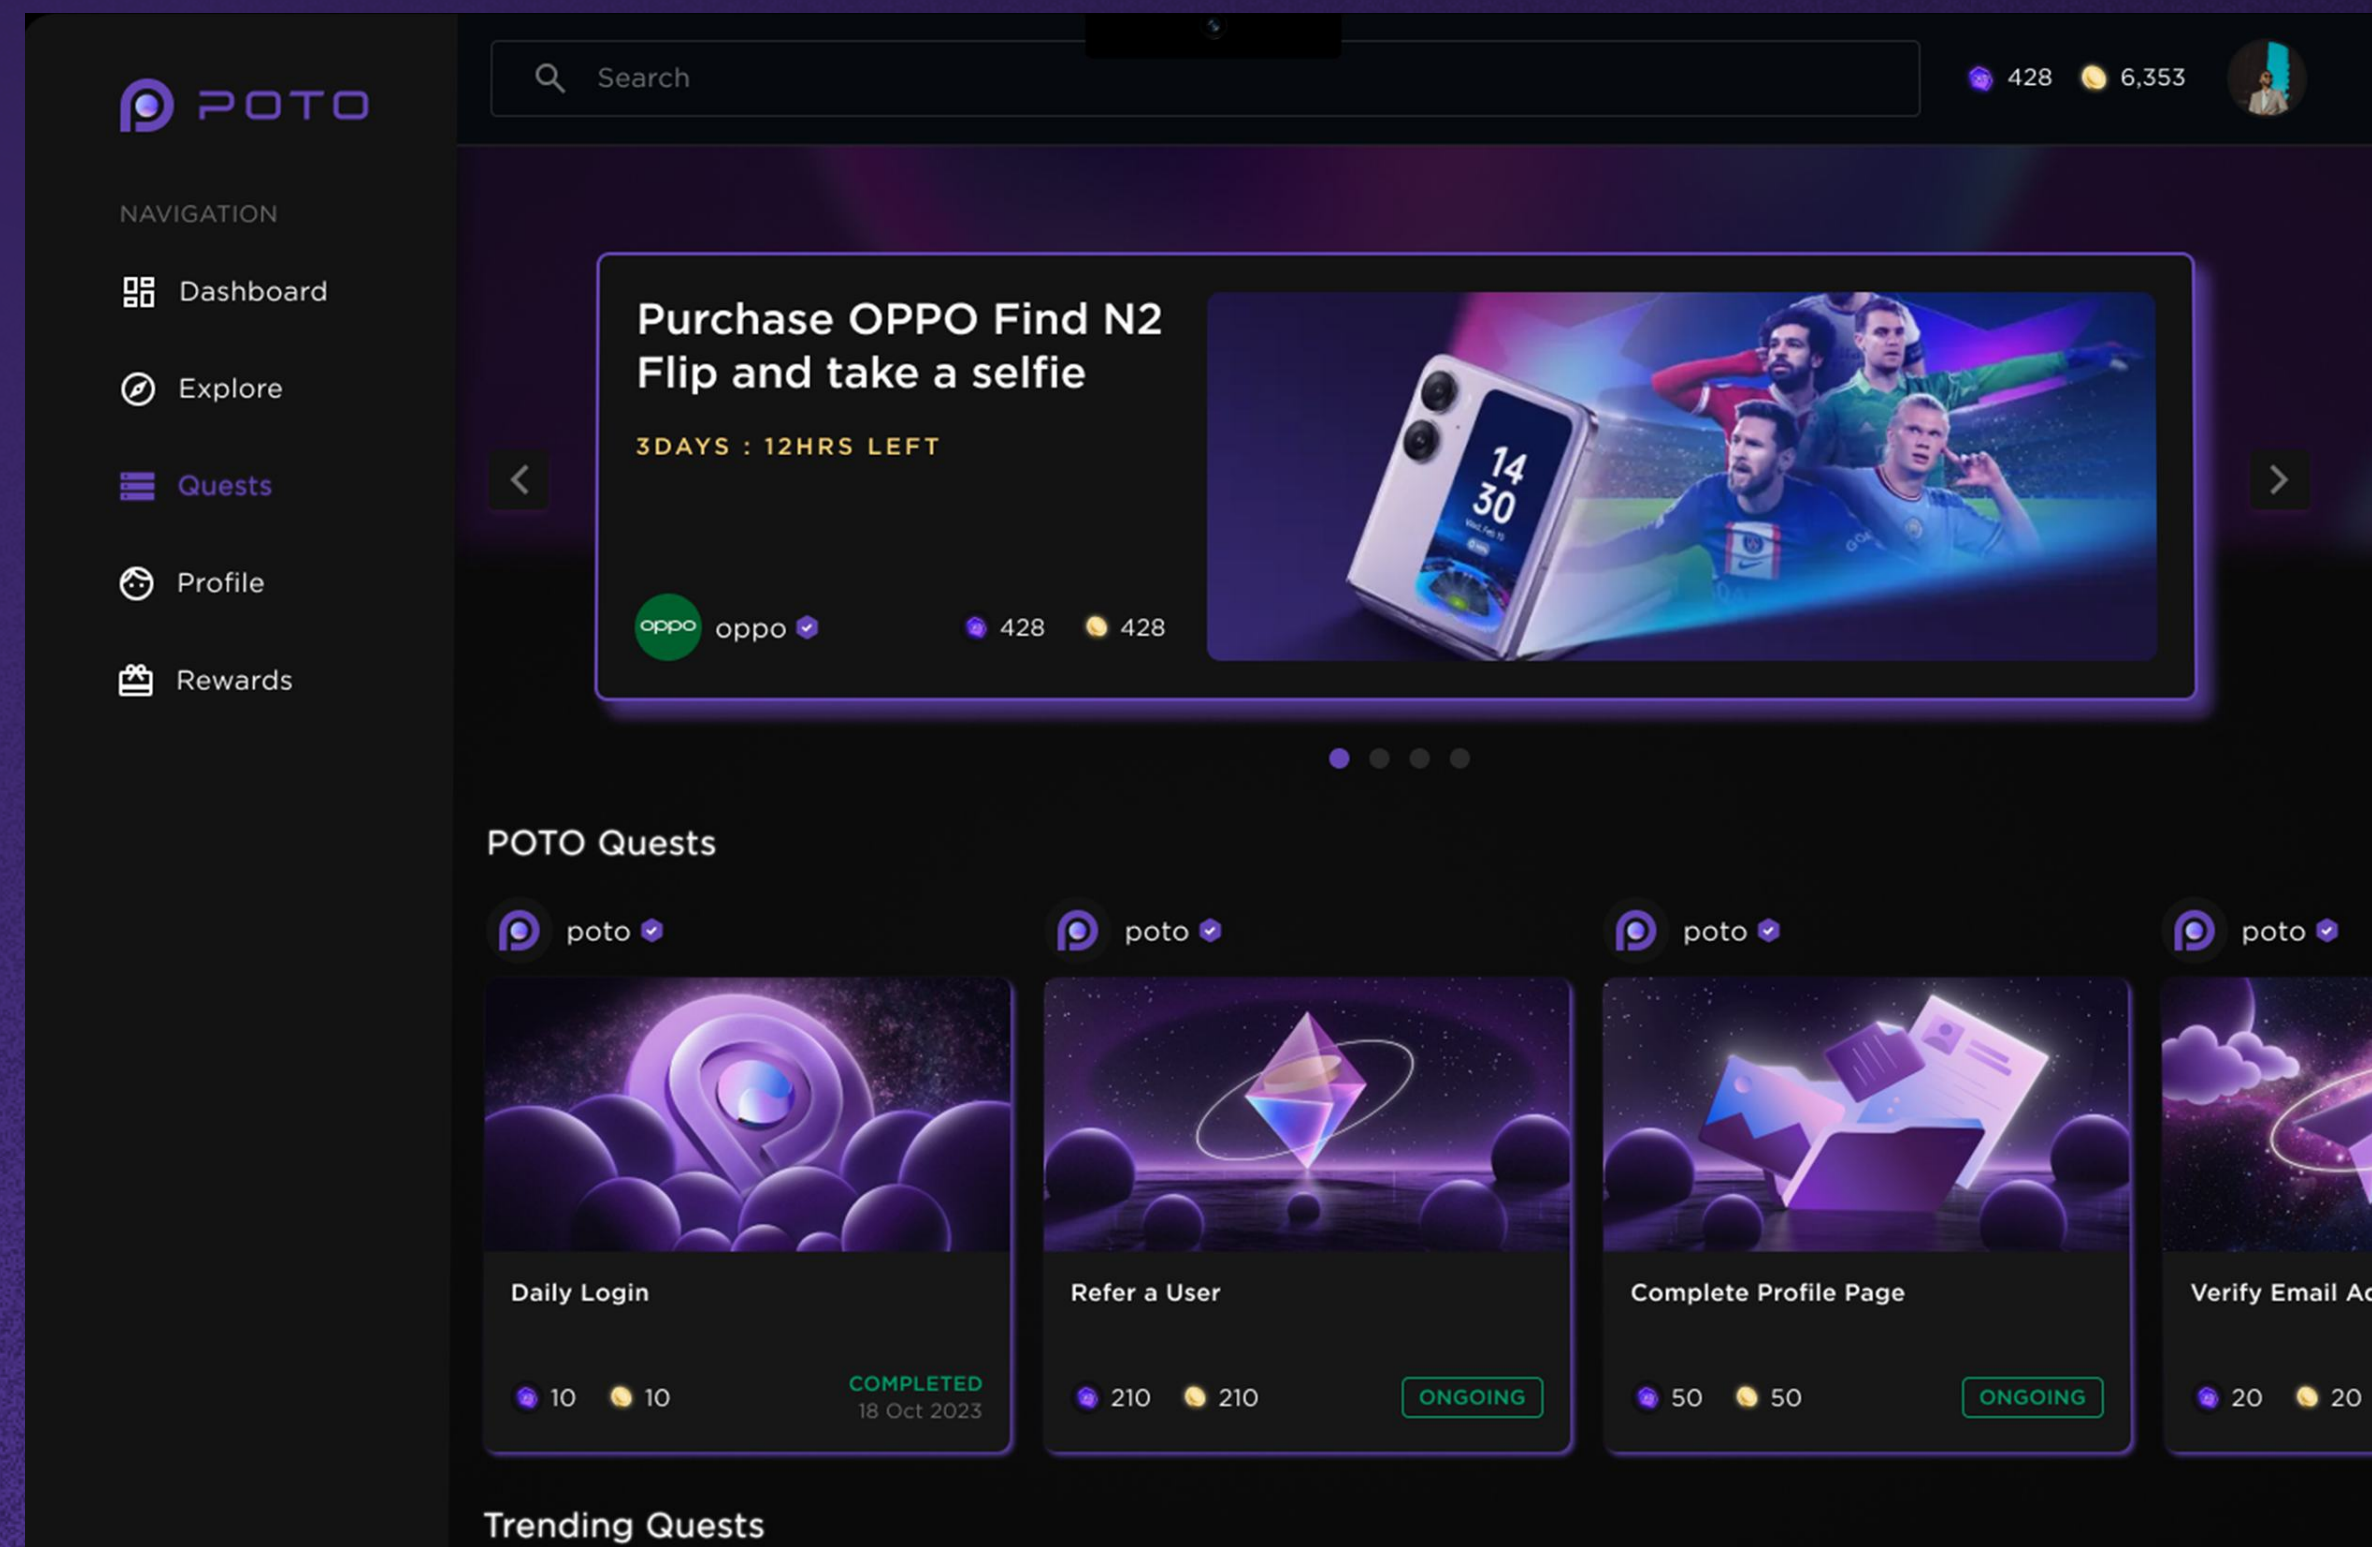 POTO
NAVIGATION
Dashboard
Explore
Quests
Profile
Rewards
Search
428
6,353
Purchase OPPO Find N2
Flip and take a selfie
3DAYS : 12HRS LEFT
oppo
oppo
428
428
14
30
POTO Quests
poto
Daily Login
10
10
COMPLETED
18 Oct 2023
poto
Refer a User
210
210
ONGOING
poto
Complete Profile Page
50
50
ONGOING
poto
Verify Email
20
20
Trending Quests